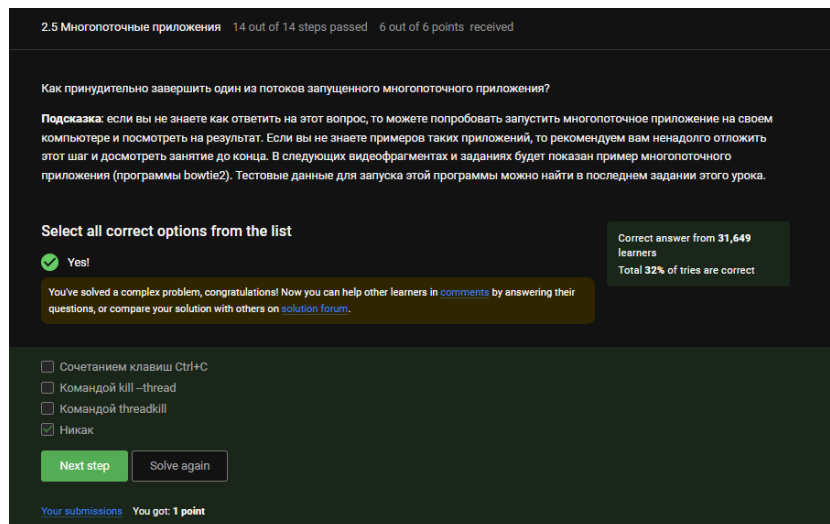 2.5 Многопоточные приложения 14 out of 14 steps passed 6 out of 6 points received
Как принудительно завершить один из потоков запущенного многопоточного приложения?
Подсказка: если вы не знаете как ответить на этот вопрос, то можете попробовать запустить многопоточное приложение на своем
компьютере и посмотреть на результат. Если вы не знаете примеров таких приложений, то рекомендуем вам ненадолго отложить
этот шаг и досмотреть занятие до конца. В следующих видеофрагментах и заданиях будет показан пример многопоточного
приложения (программы bowtie2). Тестовые данные для запуска этой программы можно найти в последнем задании этого урока.
Select all correct options from the list
Yes!
You've solved a complex problem, congratulations! Now you can help other learners in comments by answering their
questions, or compare your solution with others on solution forum.
Correct answer from 31,649
learners
Total 32% of tries are correct
Сочетанием клавиш Ctrl+C
Командой kill –thread
Командой threadkill
Никак
Next step Solve again
Your submissions You got: 1 point